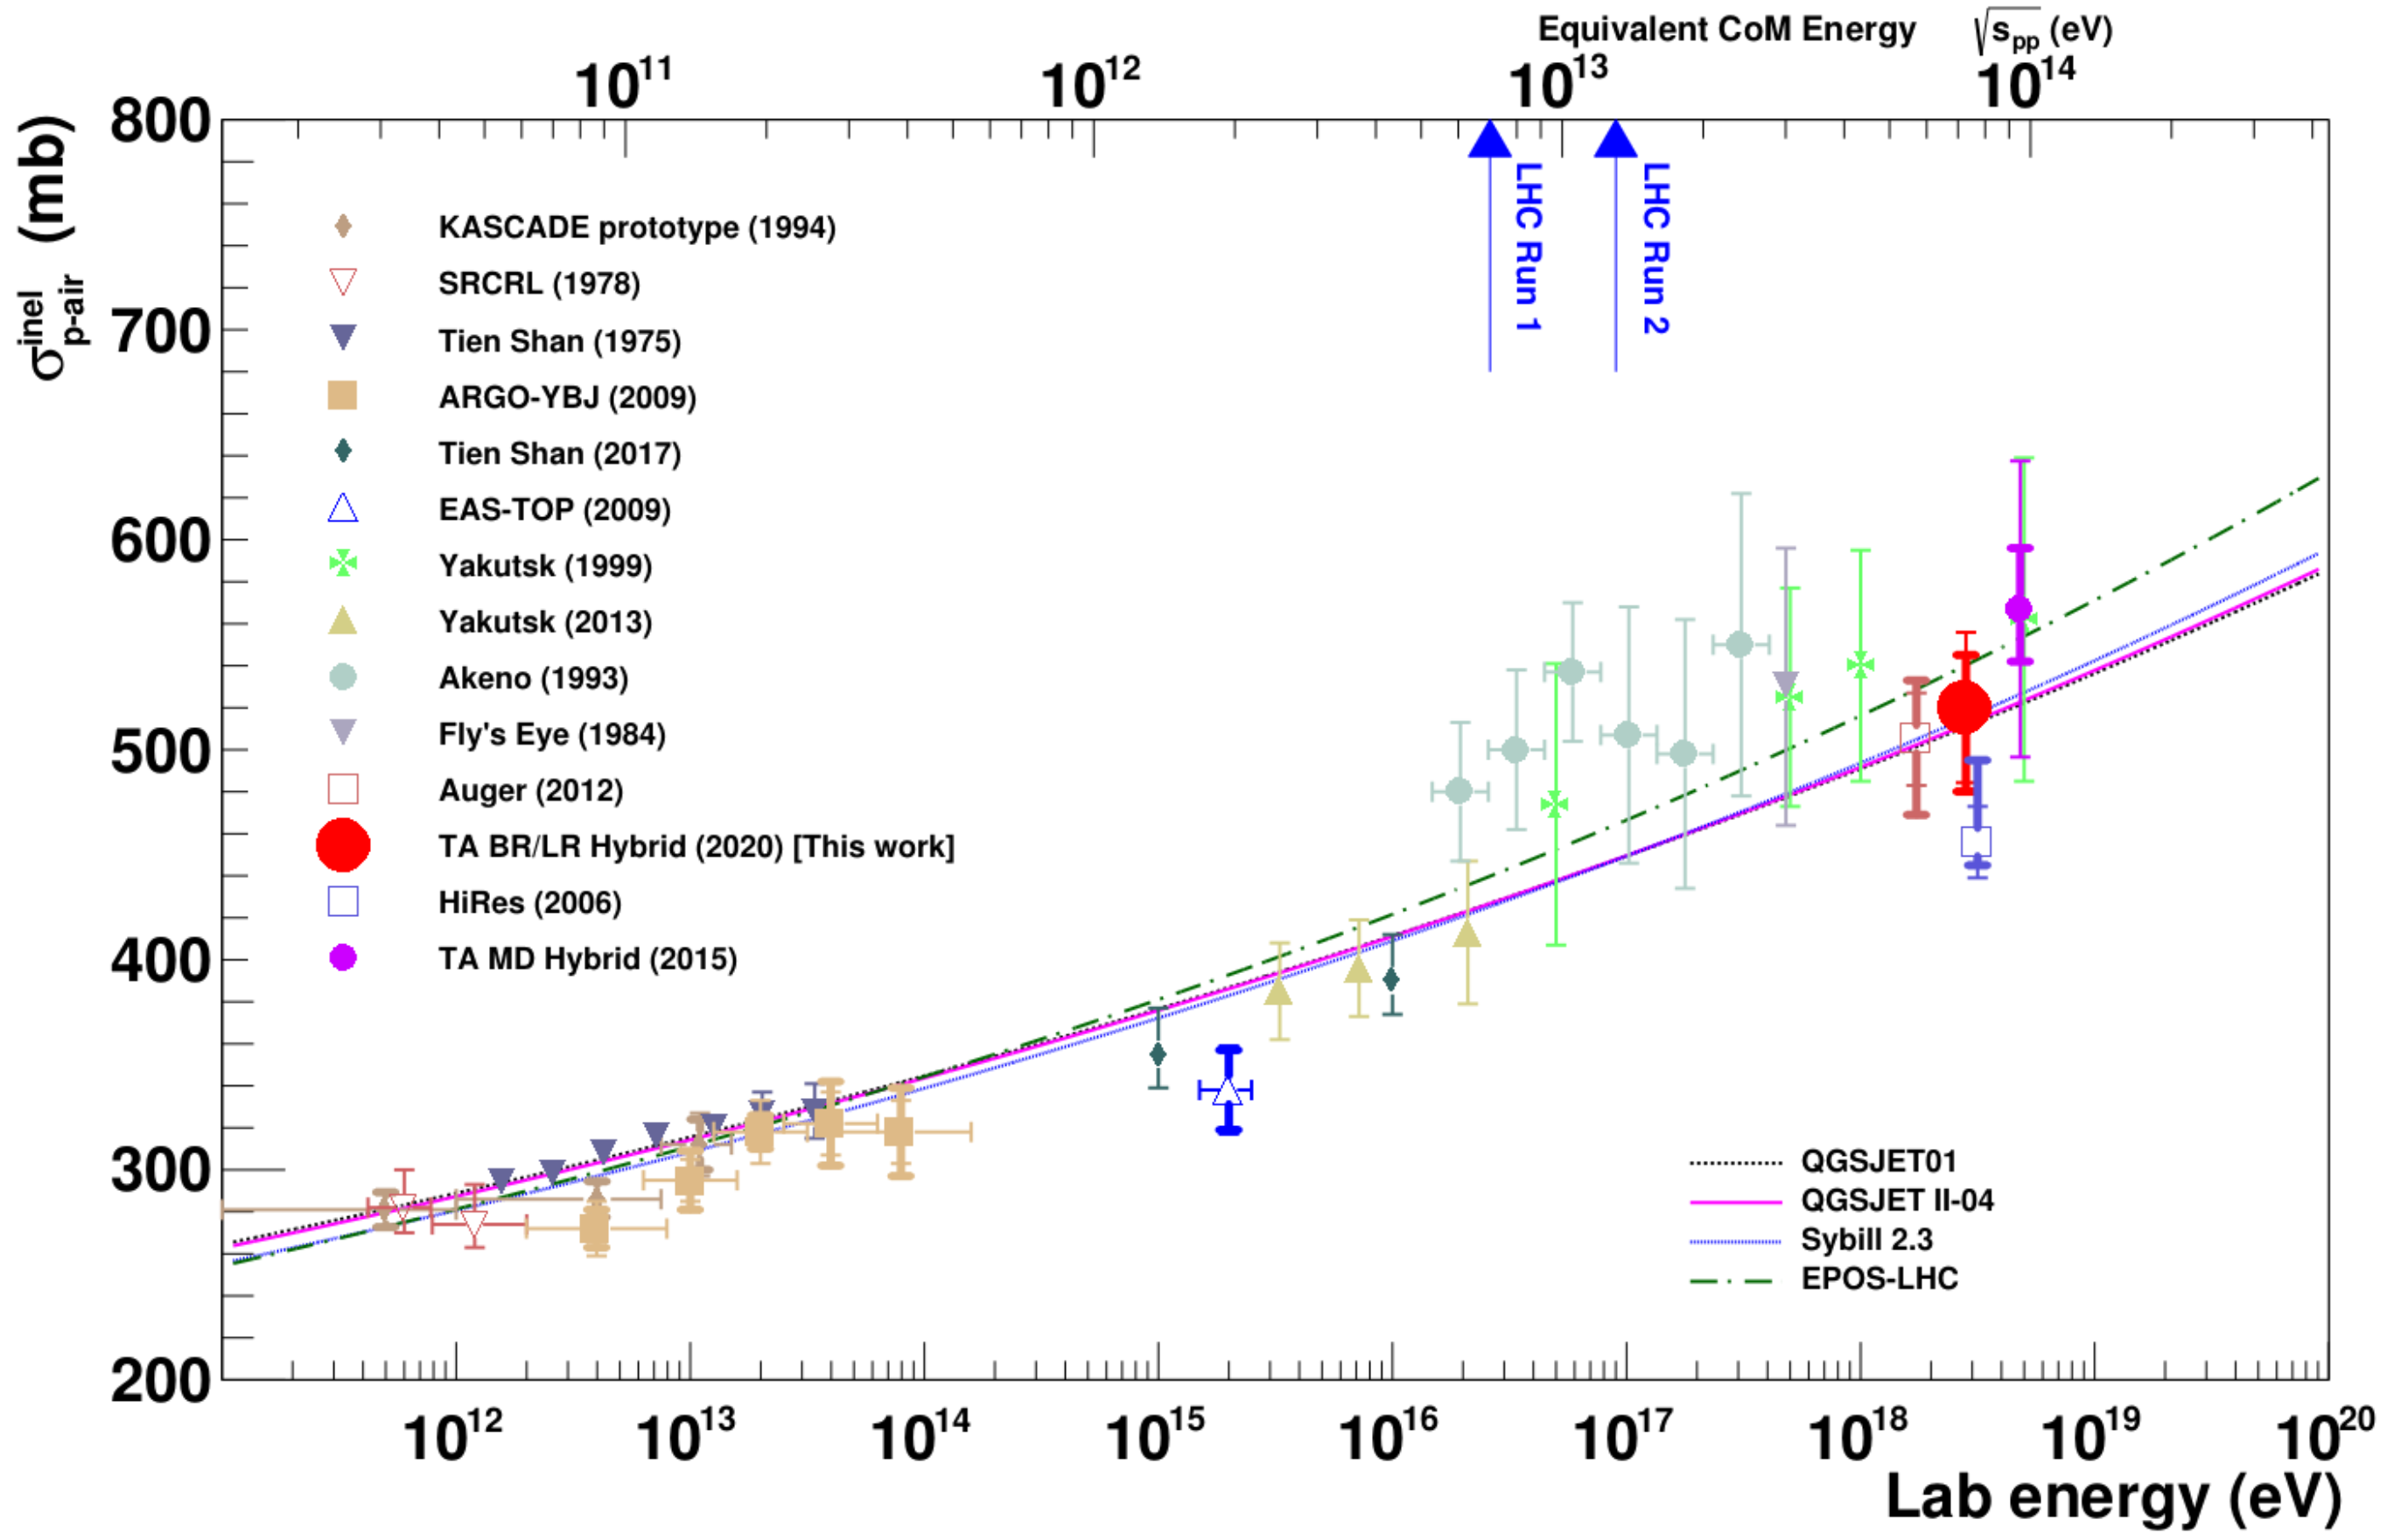 Equivalent CoM Energy √s_pp (eV)
10^11 10^12 10^13 10^14
σ^inel_p-air (mb)
800
700
600
500
400
300
200
LHC Run 1
LHC Run 2
KASCADE prototype (1994)
SRCRL (1978)
Tien Shan (1975)
ARGO-YBJ (2009)
Tien Shan (2017)
EAS-TOP (2009)
Yakutsk (1999)
Yakutsk (2013)
Akeno (1993)
Fly's Eye (1984)
Auger (2012)
TA BR/LR Hybrid (2020) [This work]
HiRes (2006)
TA MD Hybrid (2015)
QGSJET01
QGSJET II-04
Sybill 2.3
EPOS-LHC
10^12 10^13 10^14 10^15 10^16 10^17 10^18 10^19 10^20
Lab energy (eV)